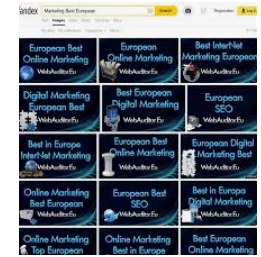 Yandex
Marketing Best European
Search
European Best
Online Marketing
WebAuditor.Eu
European Best
Online Marketing
WebAuditor.Eu
Best InterNet
Marketing European
WebAuditor.Eu
Digital Marketing
European Best
WebAuditor.Eu
Best European
Digital Marketing
WebAuditor.Eu
European Best
SEO
WebAuditor.Eu
Best in Europe
InterNet Marketing
WebAuditor.Eu
European Best
Online Marketing
WebAuditor.Eu
European Digital
Marketing Best
WebAuditor.Eu
Online Marketing
Best European
WebAuditor.Eu
European Best
SEO
WebAuditor.Eu
Best in Europa
Digital Marketing
WebAuditor.Eu
Online Marketing
Top European
Online Marketing
Best in Europe
Best European
Online Marketing